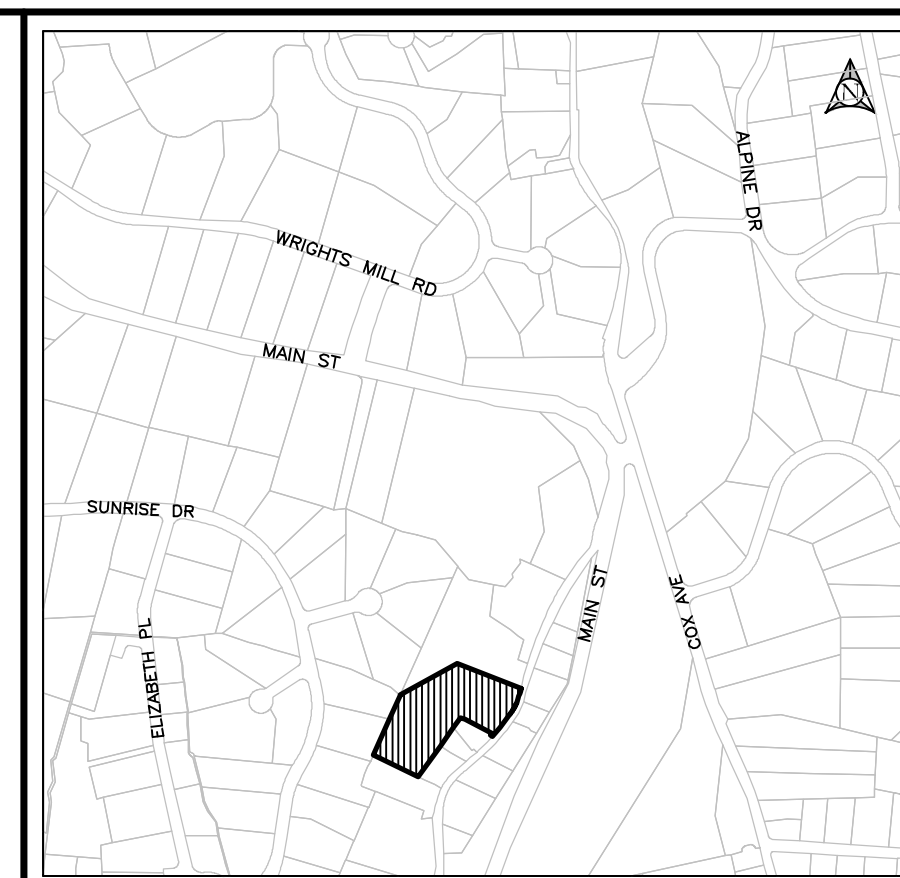 N
ALPINE DR
WRIGHTS MILL RD
MAIN ST
SUNRISE DR
MAIN ST
COX AVE
ELIZABETH PL